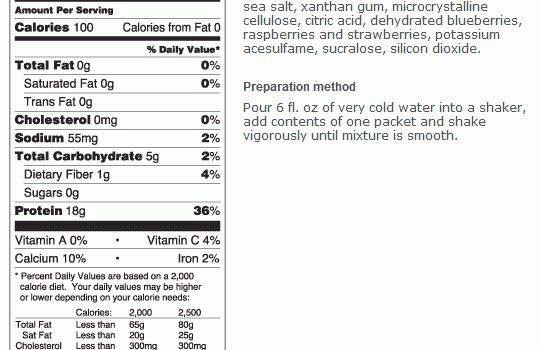 Amount Per Serving
Calories 100 Calories from Fat 0
% Daily Value*
Total Fat 0g 0%
Saturated Fat 0g 0%
Trans Fat 0g
Cholesterol 0mg 0%
Sodium 55mg 2%
Total Carbohydrate 5g 2%
Dietary Fiber 1g 4%
Sugars 0g
Protein 18g 36%
Vitamin A 0% • Vitamin C 4%
Calcium 10% • Iron 2%
* Percent Daily Values are based on a 2,000
calorie diet. Your daily values may be higher
or lower depending on your calorie needs:
Calories: 2,000 2,500
Total Fat Less than 65g 80g
Sat Fat Less than 20g 25g
Cholesterol Less than 300mg 300mg
sea salt, xanthan gum, microcrystalline
cellulose, citric acid, dehydrated blueberries,
raspberries and strawberries, potassium
acesulfame, sucralose, silicon dioxide.
Preparation method
Pour 6 fl. oz of very cold water into a shaker,
add contents of one packet and shake
vigorously until mixture is smooth.